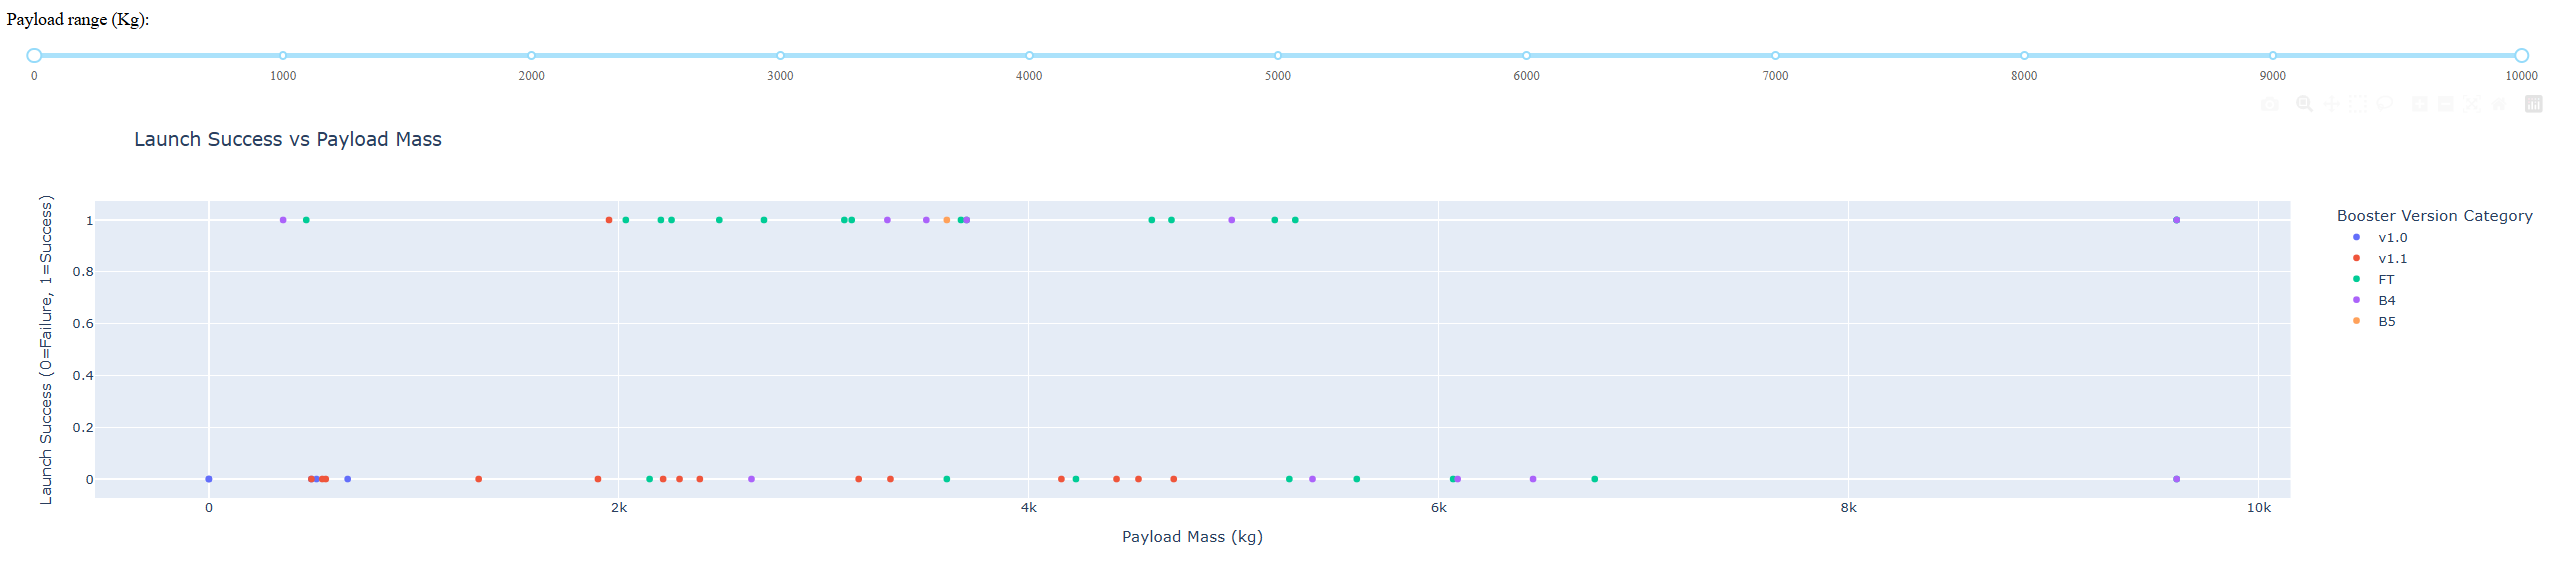 Payload range (Kg):
0 1000 2000 3000 4000 5000 6000 7000 8000 9000 10000
Launch Success vs Payload Mass
Launch Success (0=Failure, 1=Success)
1
0.8
0.6
0.4
0.2
0
0 2k 4k 6k 8k 10k
Payload Mass (kg)
Booster Version Category
v1.0
v1.1
FT
B4
B5